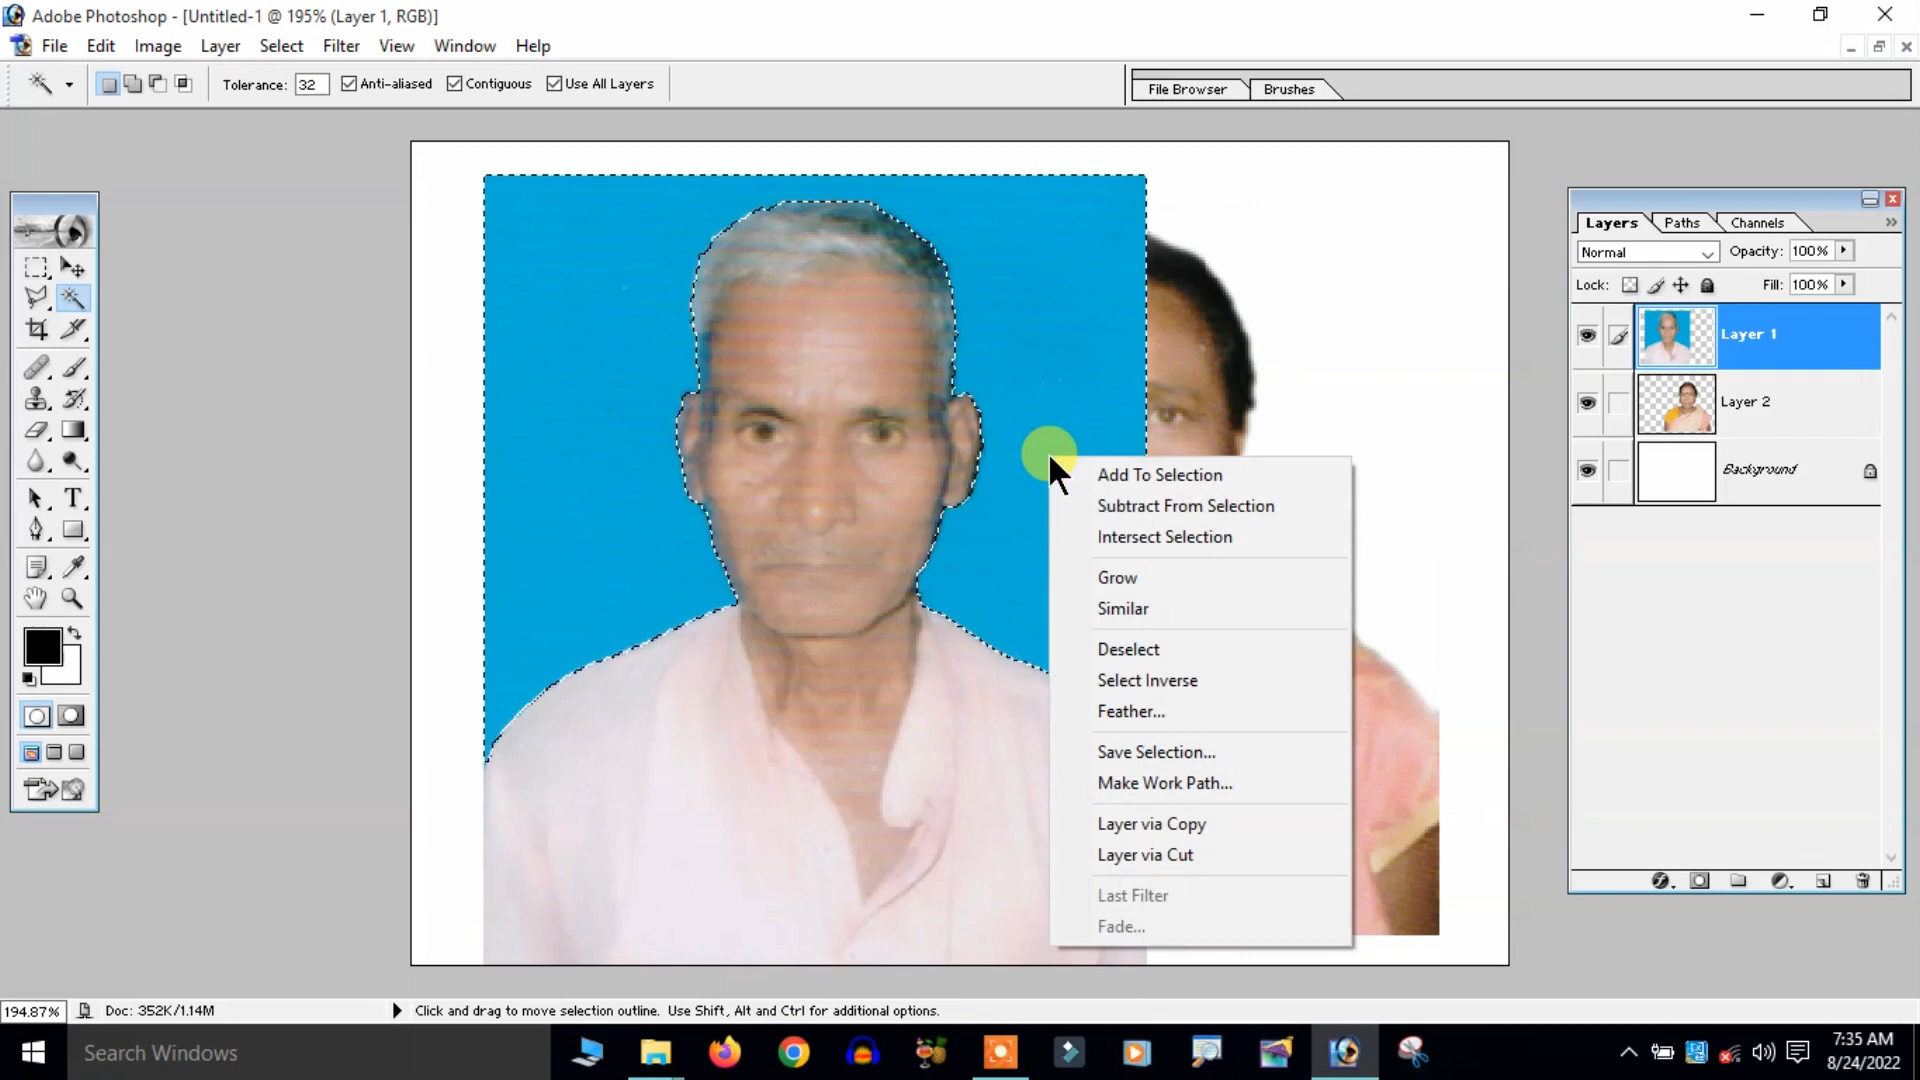 Adobe Photoshop - [Untitled-1 @ 195% (Layer 1, RGB)]
File Edit Image Layer Select Filter View Window Help
Tolerance: 32 Anti-aliased Contiguous Use All Layers
File Browser Brushes
Layers Paths Channels
Normal Opacity: 100%
Lock: Fill: 100%
Layer 1
Layer 2
Background
Add To Selection
Subtract From Selection
Intersect Selection
Grow
Similar
Deselect
Select Inverse
Feather...
Save Selection...
Make Work Path...
Layer via Copy
Layer via Cut
Last Filter
Fade...
T
194.87% Doc: 352K/1.14M Click and drag to move selection outline. Use Shift, Alt and Ctrl for additional options.
Search Windows
7:35 AM
8/24/2022